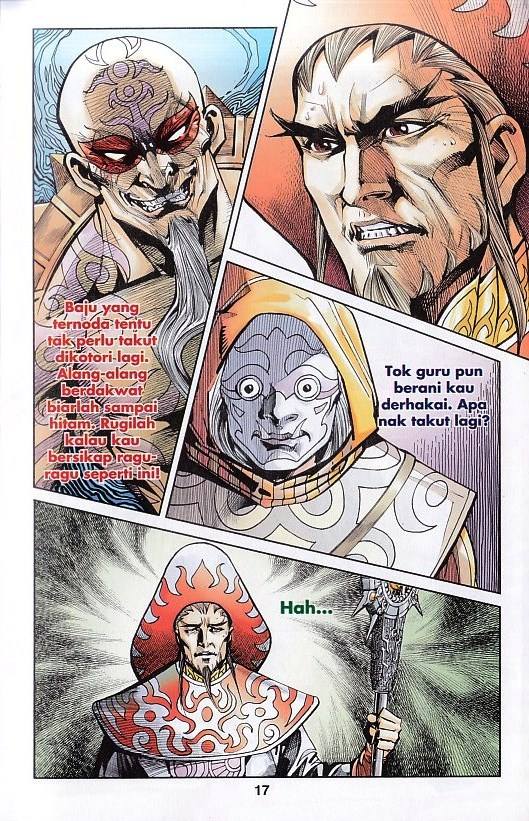 Baju yang
ternoda tentu
tak perlu takut
dikotori lagi.
Alang-alang
berdakwat
biarlah sampai
hitam. Rugilah
kalau kau
bersikap ragu-
ragu seperti ini!
Tok guru pun
berani kau
derhakai. Apa
nak takut lagi?
Hah...
17